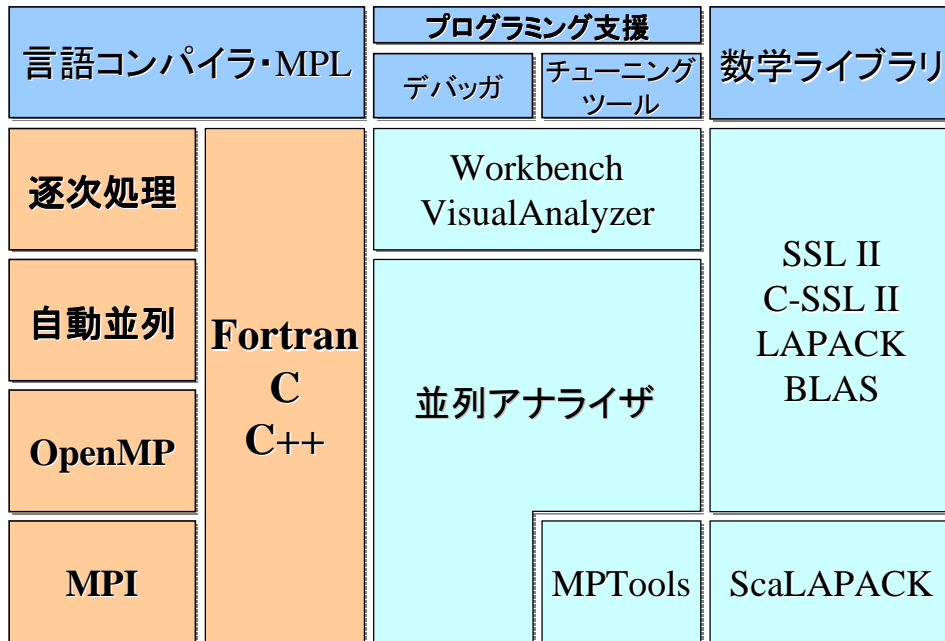 言語コンパイラ・MPL
プログラミング支援
デバッガ
チューニング
ツール
数学ライブラリ
逐次処理
自動並列
OpenMP
MPI
Fortran
C
C++
Workbench
VisualAnalyzer
並列アナライザ
MPTools
SSL II
C-SSL II
LAPACK
BLAS
ScaLAPACK